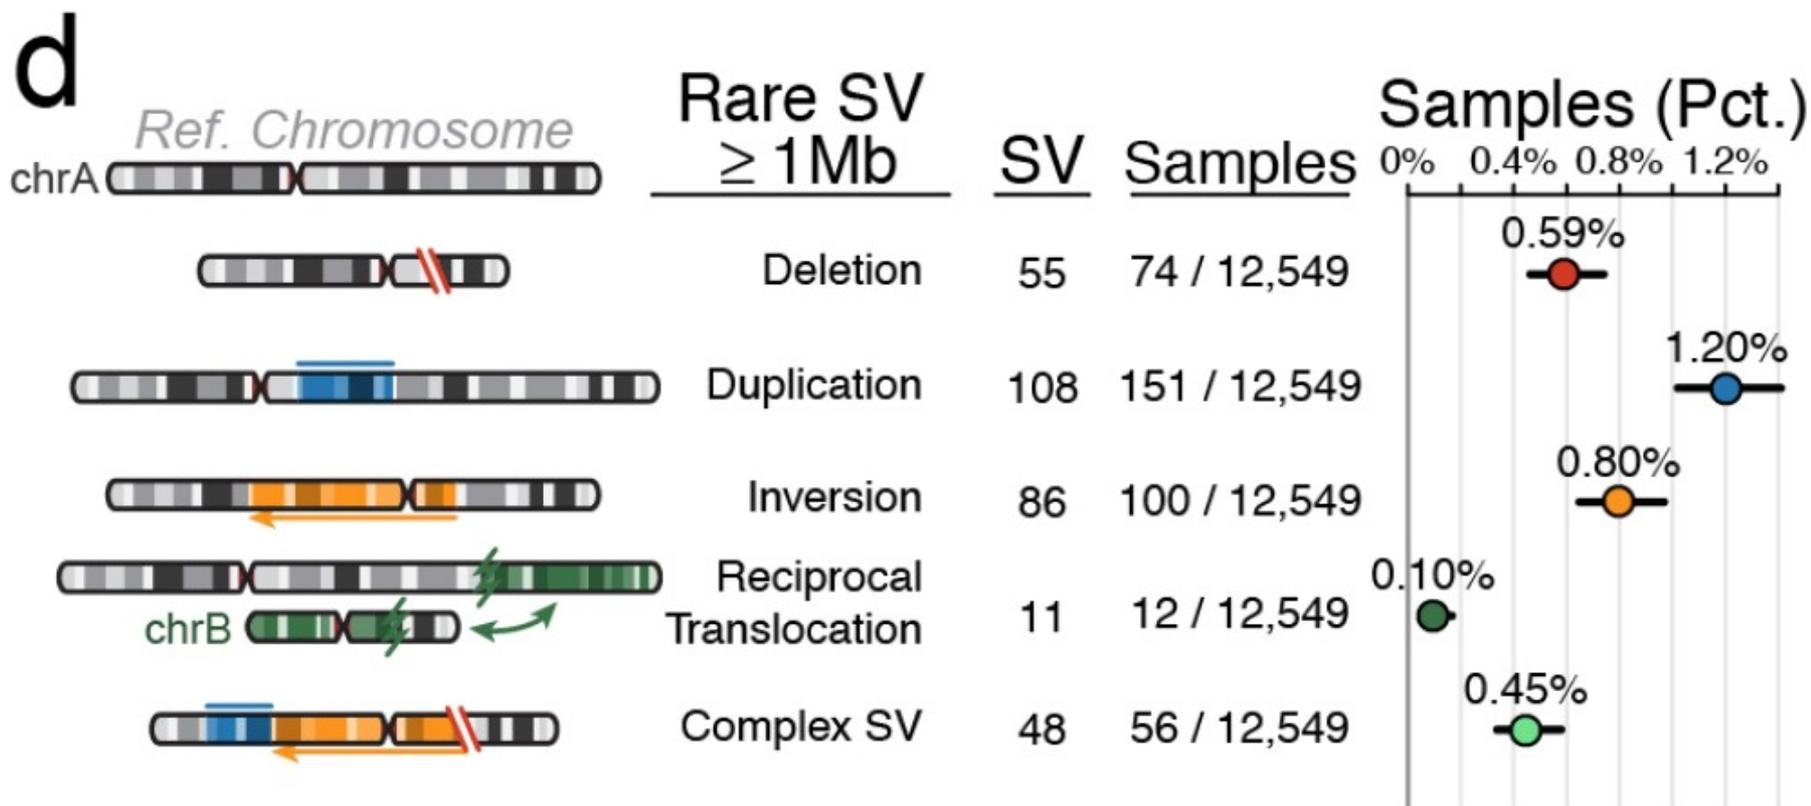 d
Ref. Chromosome
chrA
Rare SV
≥ 1Mb
SV
Samples
Samples (Pct.)
0% 0.4% 0.8% 1.2%
Deletion 55 74 / 12,549 0.59%
Duplication 108 151 / 12,549 1.20%
Inversion 86 100 / 12,549 0.80%
chrB
Reciprocal
Translocation 11 12 / 12,549 0.10%
Complex SV 48 56 / 12,549 0.45%